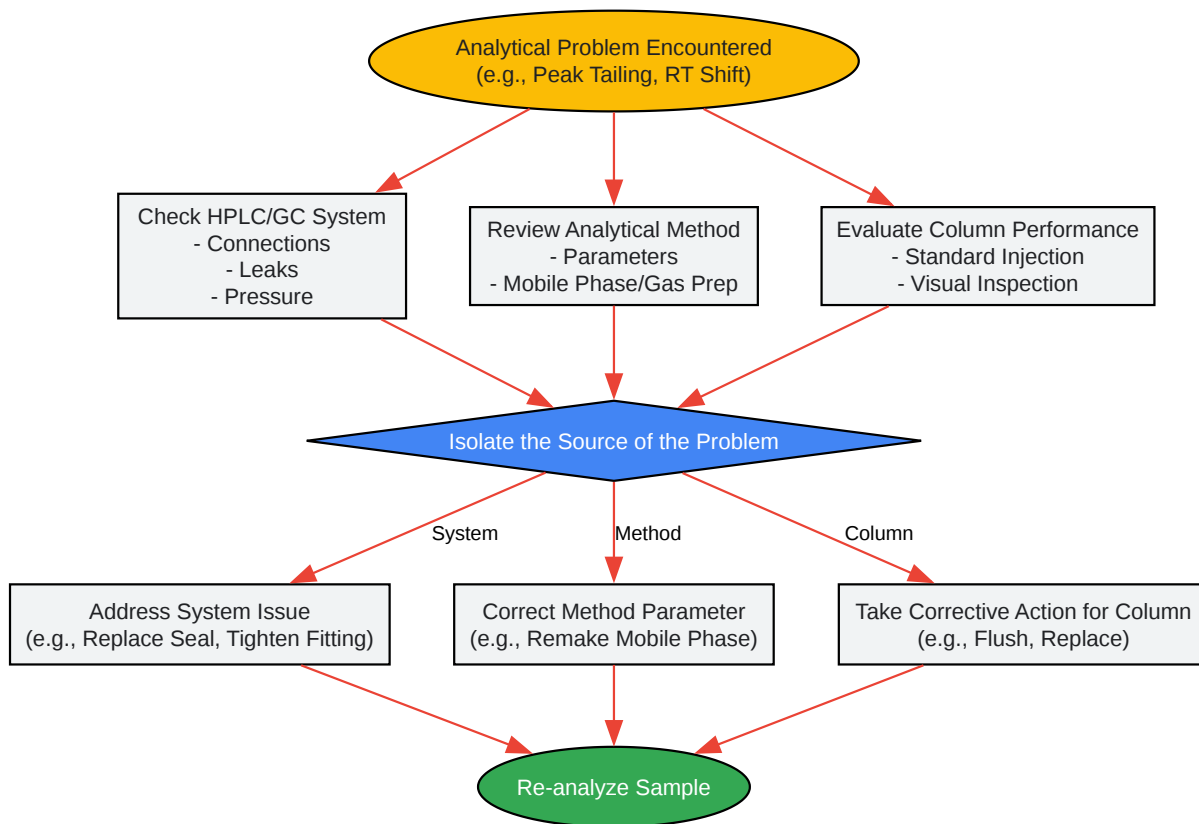 Analytical Problem Encountered
(e.g., Peak Tailing, RT Shift)
Check HPLC/GC System
- Connections
- Leaks
- Pressure
Review Analytical Method
- Parameters
- Mobile Phase/Gas Prep
Evaluate Column Performance
- Standard Injection
- Visual Inspection
Isolate the Source of the Problem
System
Method
Column
Address System Issue
(e.g., Replace Seal, Tighten Fitting)
Correct Method Parameter
(e.g., Remake Mobile Phase)
Take Corrective Action for Column
(e.g., Flush, Replace)
Re-analyze Sample